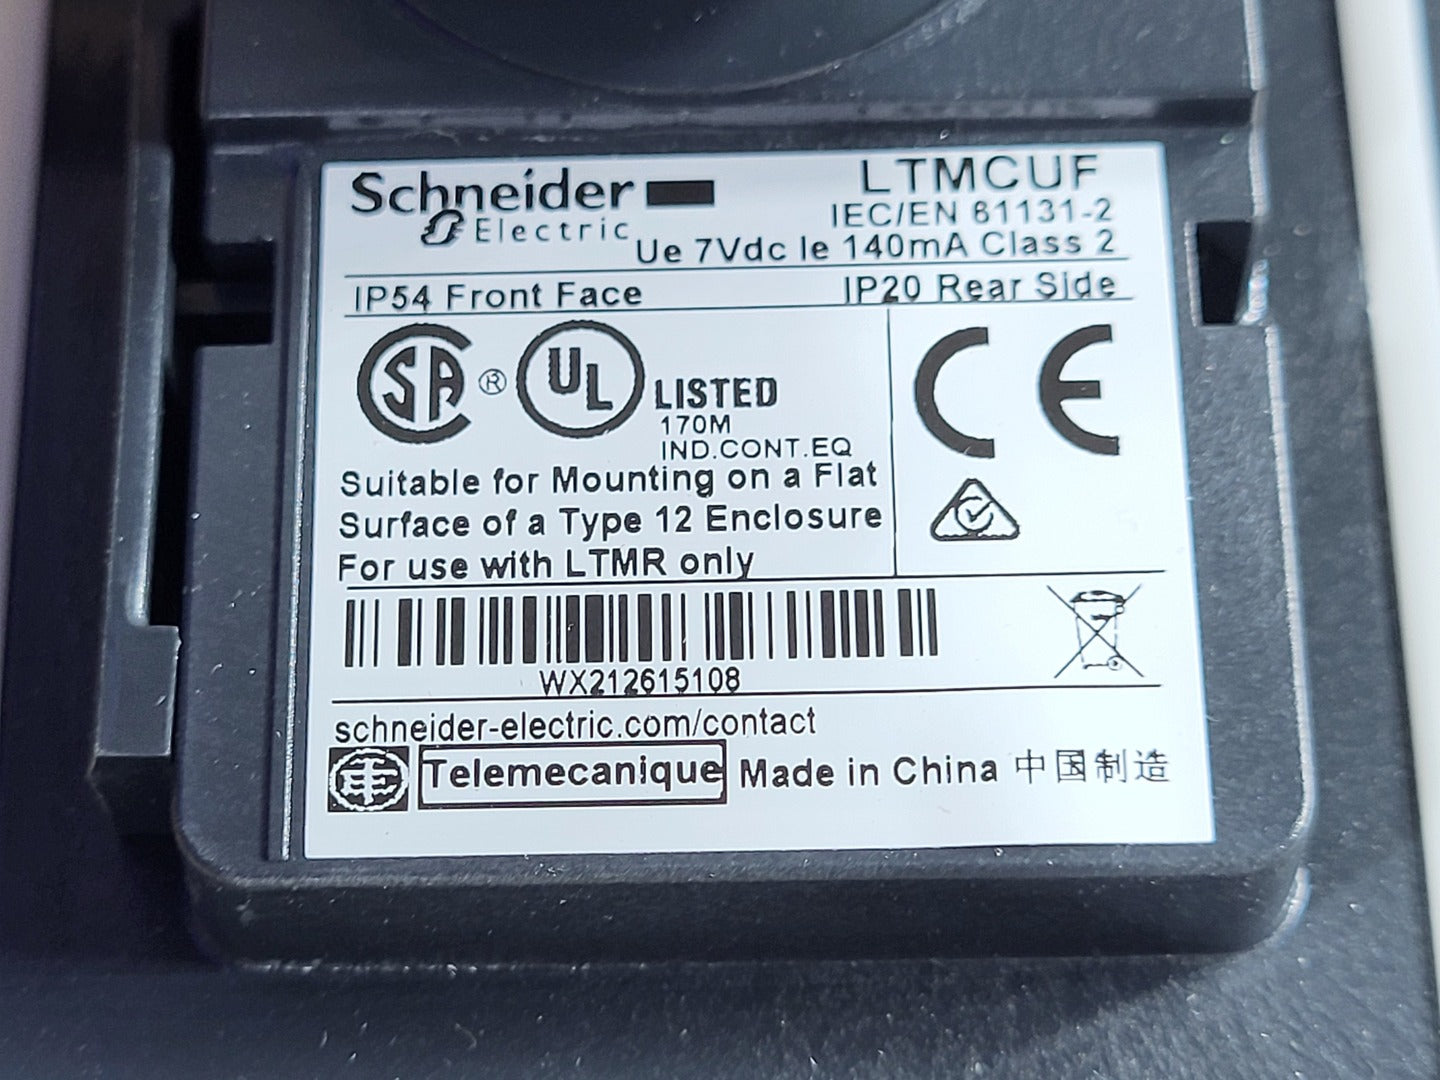 Schneider
Electric
LTMCUF
IEC/EN 61131-2
Ue 7Vdc Ie 140mA Class 2
IP54 Front Face
IP20 Rear Side
SA ® UL LISTED
170M
IND.CONT.EQ
CE
Suitable for Mounting on a Flat
Surface of a Type 12 Enclosure
For use with LTMR only
WX212615108
schneider-electric.com/contact
Telemecanique Made in China 中国制造